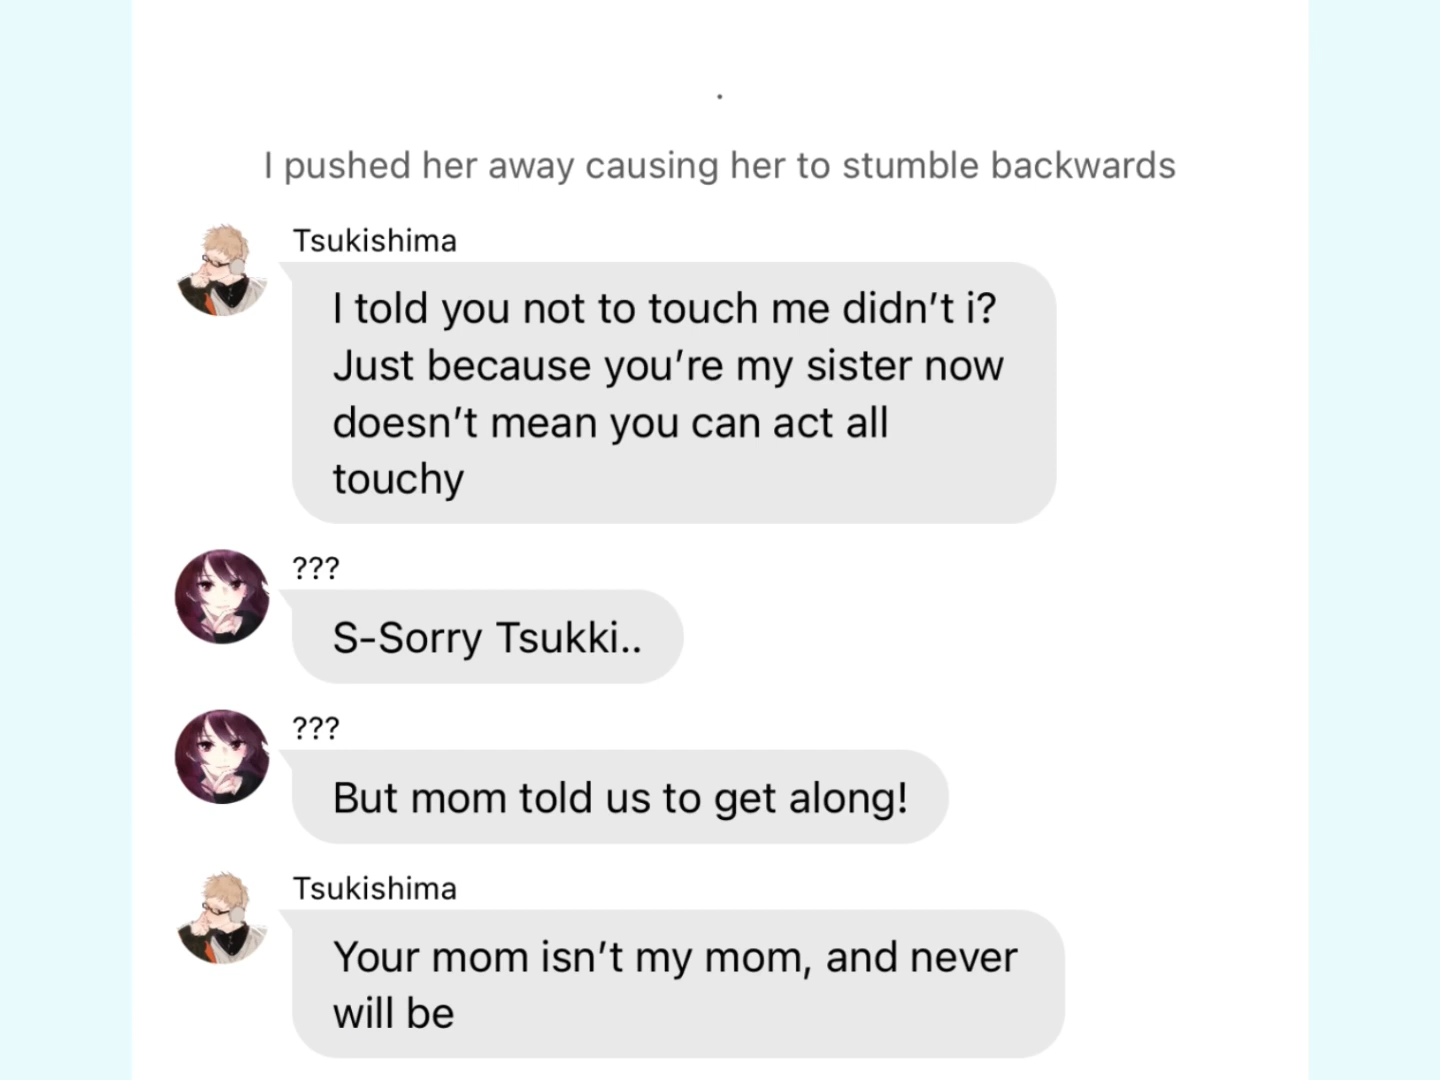 .
I pushed her away causing her to stumble backwards
Tsukishima
I told you not to touch me didn’t i?
Just because you’re my sister now
doesn’t mean you can act all
touchy
???
S-Sorry Tsukki..
???
But mom told us to get along!
Tsukishima
Your mom isn’t my mom, and never
will be